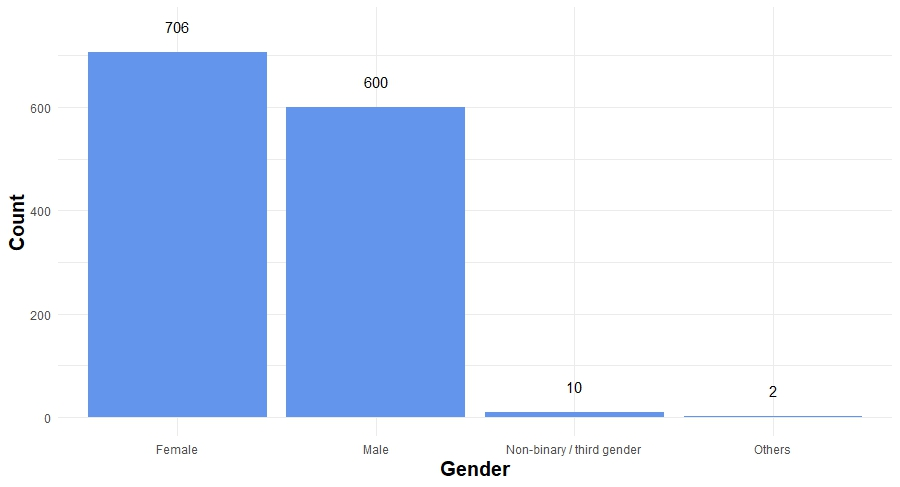 706
600
10
2
600
400
200
0
Count
Female
Male
Non-binary / third gender
Others
Gender